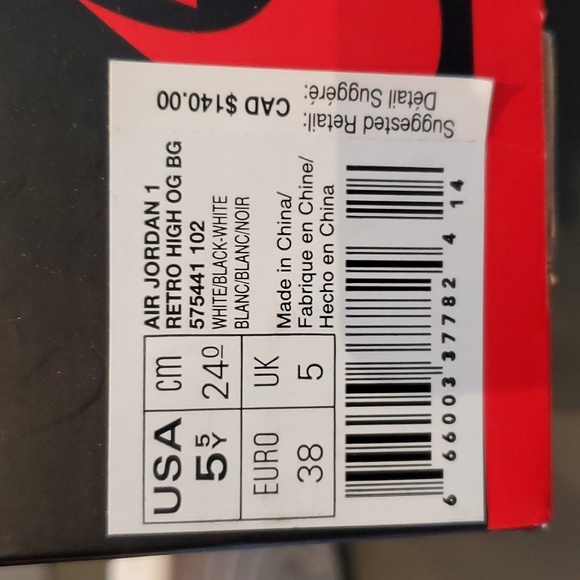 AIR JORDAN 1
RETRO HIGH OG BG
575441 102
WHITE/BLACK-WHITE
BLANC/BLANC/NOIR
Made in China/
Fabrique en Chine/
Hecho en China
USA cm
5 5 Y 24 0
EURO UK
38 5
6 66003 37782 4 14
Suggested Retail:
Détail Suggéré: CAD $140.00